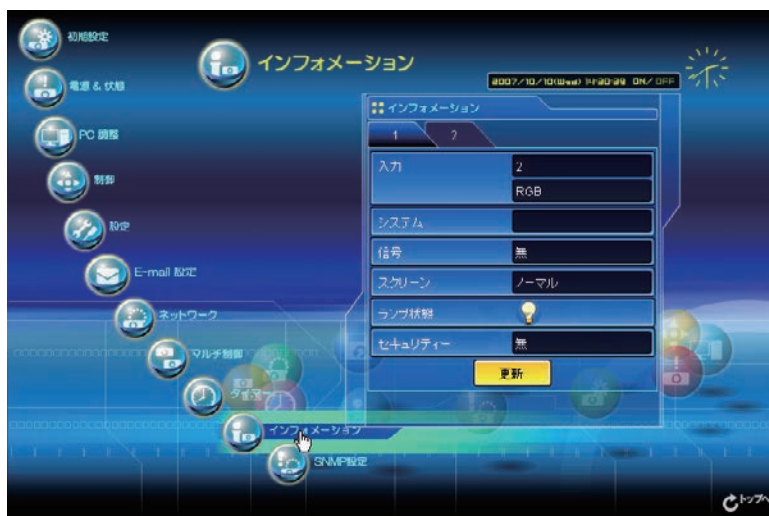 初期設定
電源 & 状態
PC 調整
制御
設定
E-mail 設定
ネットワーク
マルチ制御
タイマー
インフォメーション
SNMP設定
インフォメーション
2007/10/10(Wed) 14:20:39 ON/OFF
インフォメーション
1 2
入力 2
RGB
システム
信号 無
スクリーン ノーマル
ランプ状態
セキュリティー 無
更新
トップへ